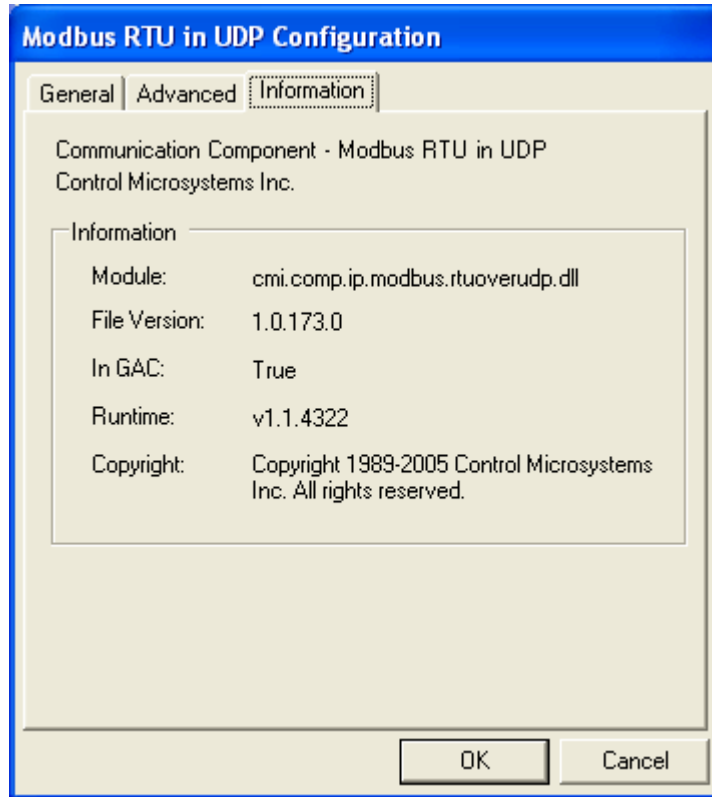 Modbus RTU in UDP Configuration
General Advanced Information
Communication Component - Modbus RTU in UDP
Control Microsystems Inc.
Information
Module: cmi.comp.ip.modbus.rtuoverudp.dll
File Version: 1.0.173.0
In GAC: True
Runtime: v1.1.4322
Copyright: Copyright 1989-2005 Control Microsystems
Inc. All rights reserved.
OK Cancel